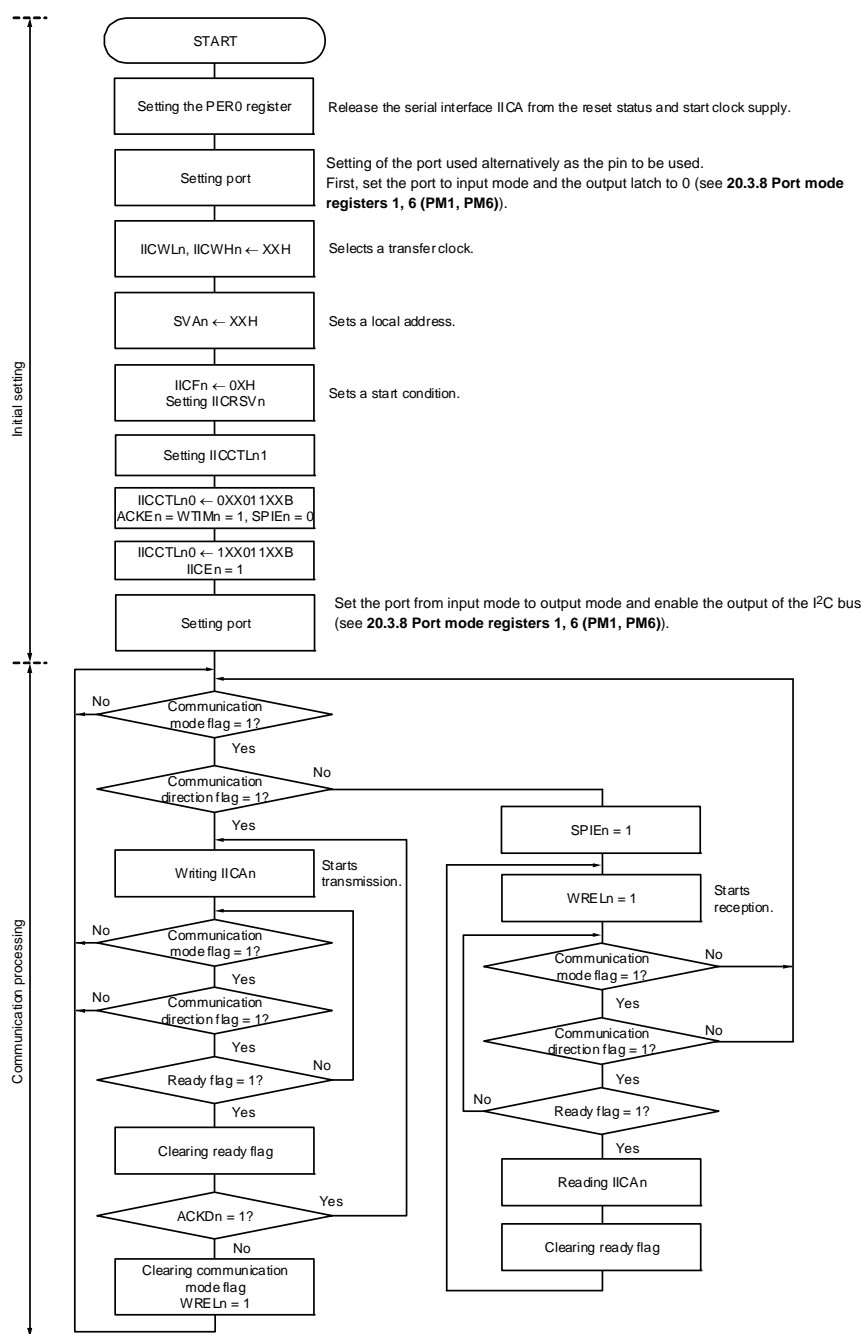 START
Setting the PER0 register
Release the serial interface IICA from the reset status and start clock supply.
Setting port
Setting of the port used alternatively as the pin to be used.
First, set the port to input mode and the output latch to 0 (see 20.3.8 Port mode
registers 1, 6 (PM1, PM6)).
IICWLn, IICWHn ← XXH
Selects a transfer clock.
SVAn ← XXH
Sets a local address.
IICFn ← 0XH
Setting IICRSVn
Sets a start condition.
Setting IICCTLn1
IICCTLn0 ← 0XX011XXB
ACKEn = WTIMn = 1, SPIEn = 0
IICCTLn0 ← 1XX011XXB
IICEn = 1
Setting port
Set the port from input mode to output mode and enable the output of the I2C bus
(see 20.3.8 Port mode registers 1, 6 (PM1, PM6)).
Initial setting
Communication processing
No
Communication
mode flag = 1?
Yes
Communication
direction flag = 1?
No
Yes
Writing IICAn
Starts
transmission.
No
Communication
mode flag = 1?
Yes
No
Communication
direction flag = 1?
Yes
Ready flag = 1?
No
Yes
Clearing ready flag
ACKDn = 1?
Yes
No
Clearing communication
mode flag
WRELn = 1
SPIEn = 1
WRELn = 1
Starts
reception.
Communication
mode flag = 1?
No
Yes
Communication
direction flag = 1?
No
Yes
No
Ready flag = 1?
Yes
Reading IICAn
Clearing ready flag